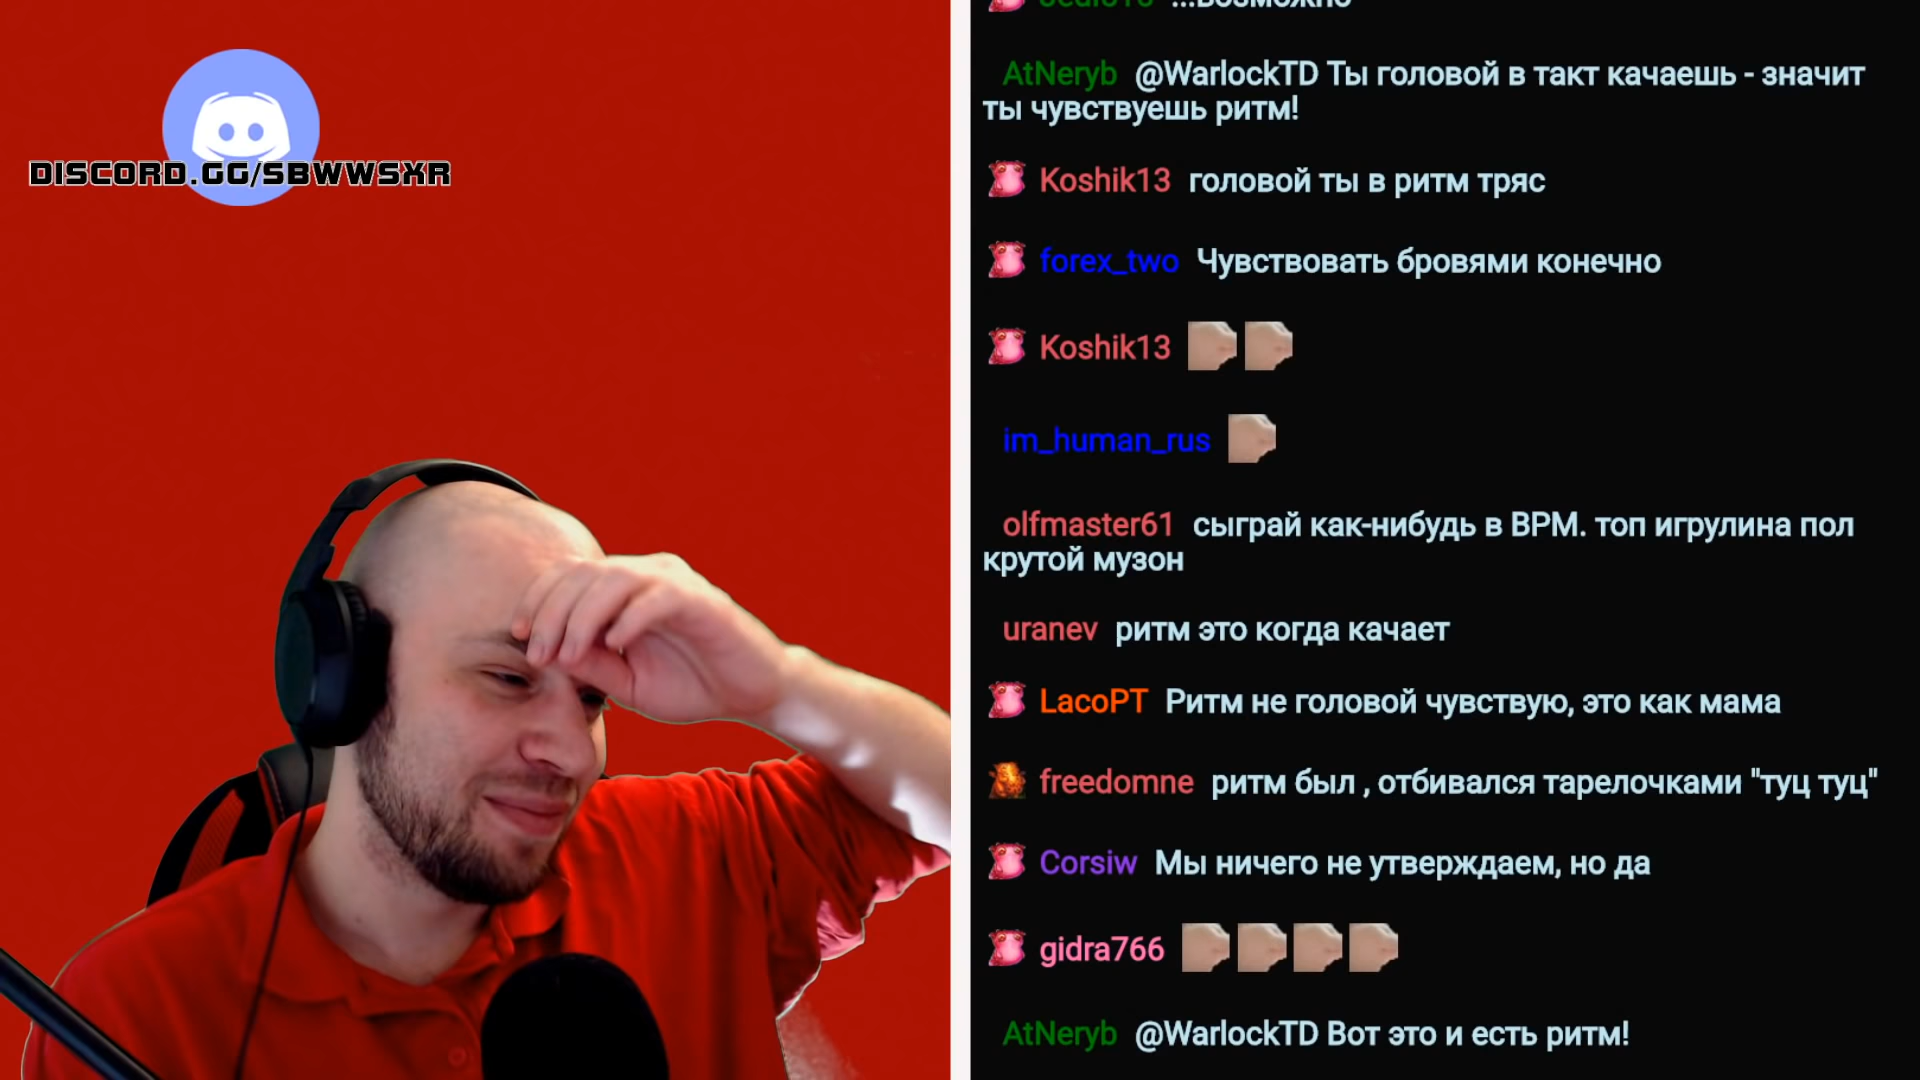 DISCORD.GG/SBWWSXR
...возможно
AtNeryb @WarlockTD Ты головой в такт качаешь - значит
ты чувствуешь ритм!
Koshik13 головой ты в ритм тряс
forex_two Чувствовать бровями конечно
Koshik13
im_human_rus
olfmaster61 сыграй как-нибудь в BPM. топ игрулина пол
крутой музон
uranev ритм это когда качает
LacoPT Ритм не головой чувствую, это как мама
freedomne ритм был , отбивался тарелочками "туц туц"
Corsiw Мы ничего не утверждаем, но да
gidra766
AtNeryb @WarlockTD Вот это и есть ритм!